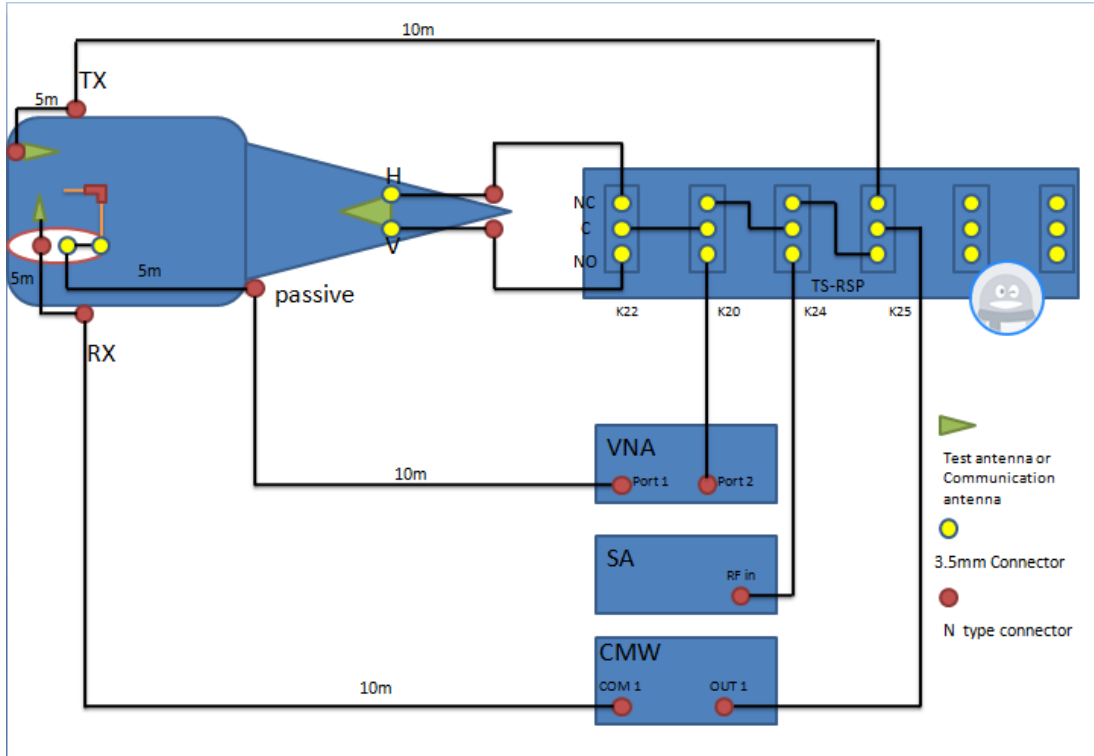 10m
TX
5m
H
NC
C
V
NO
5m
5m
passive
TS-RSP
K22
K20
K24
K25
RX
VNA
Port 1
Port 2
10m
Test antenna or
Communication
antenna
SA
RF in
3.5mm Connector
N type connector
CMW
COM 1
OUT 1
10m